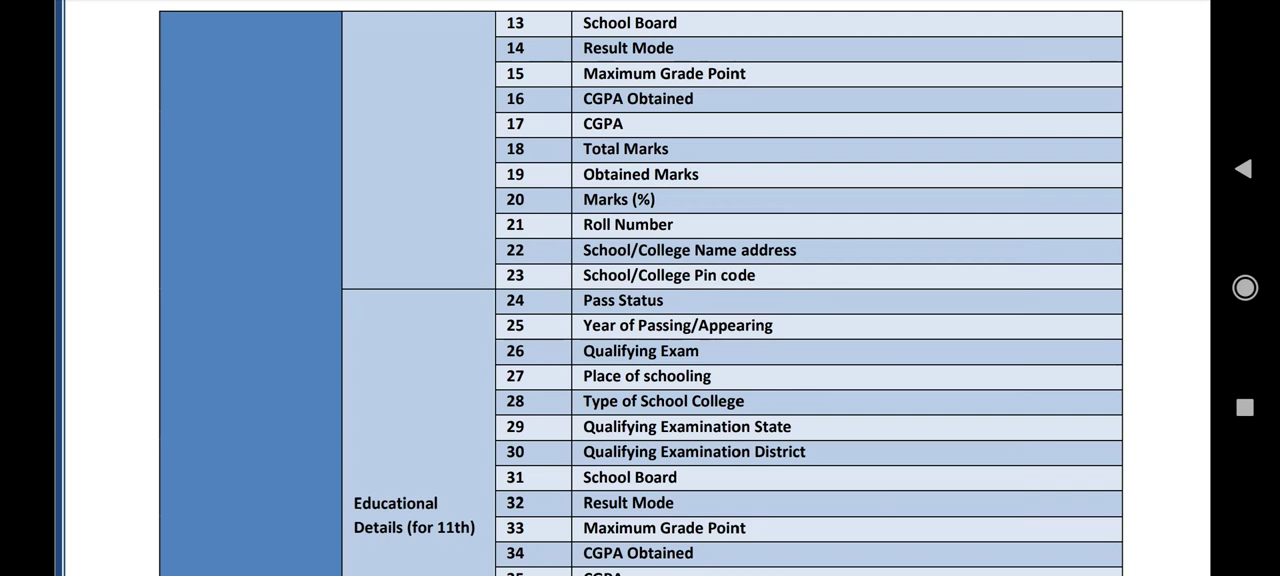 13 School Board
14 Result Mode
15 Maximum Grade Point
16 CGPA Obtained
17 CGPA
18 Total Marks
19 Obtained Marks
20 Marks (%)
21 Roll Number
22 School/College Name address
23 School/College Pin code
24 Pass Status
25 Year of Passing/Appearing
26 Qualifying Exam
27 Place of schooling
28 Type of School College
29 Qualifying Examination State
30 Qualifying Examination District
31 School Board
Educational
Details (for 11th)
32 Result Mode
33 Maximum Grade Point
34 CGPA Obtained
35 CGPA